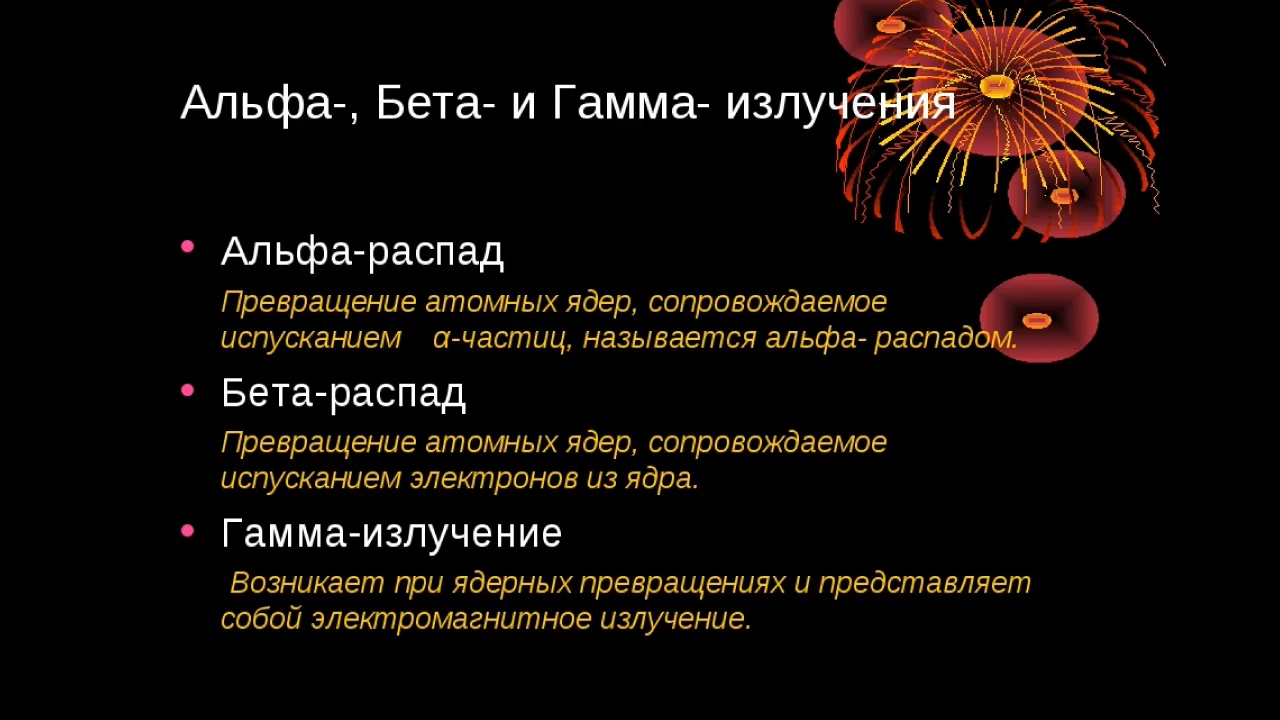 Альфа-, Бета- и Гамма- излучения
• Альфа-распад
Превращение атомных ядер, сопровождаемое
испусканием α-частиц, называется альфа- распадом.
• Бета-распад
Превращение атомных ядер, сопровождаемое
испусканием электронов из ядра.
• Гамма-излучение
Возникает при ядерных превращениях и представляет
собой электромагнитное излучение.